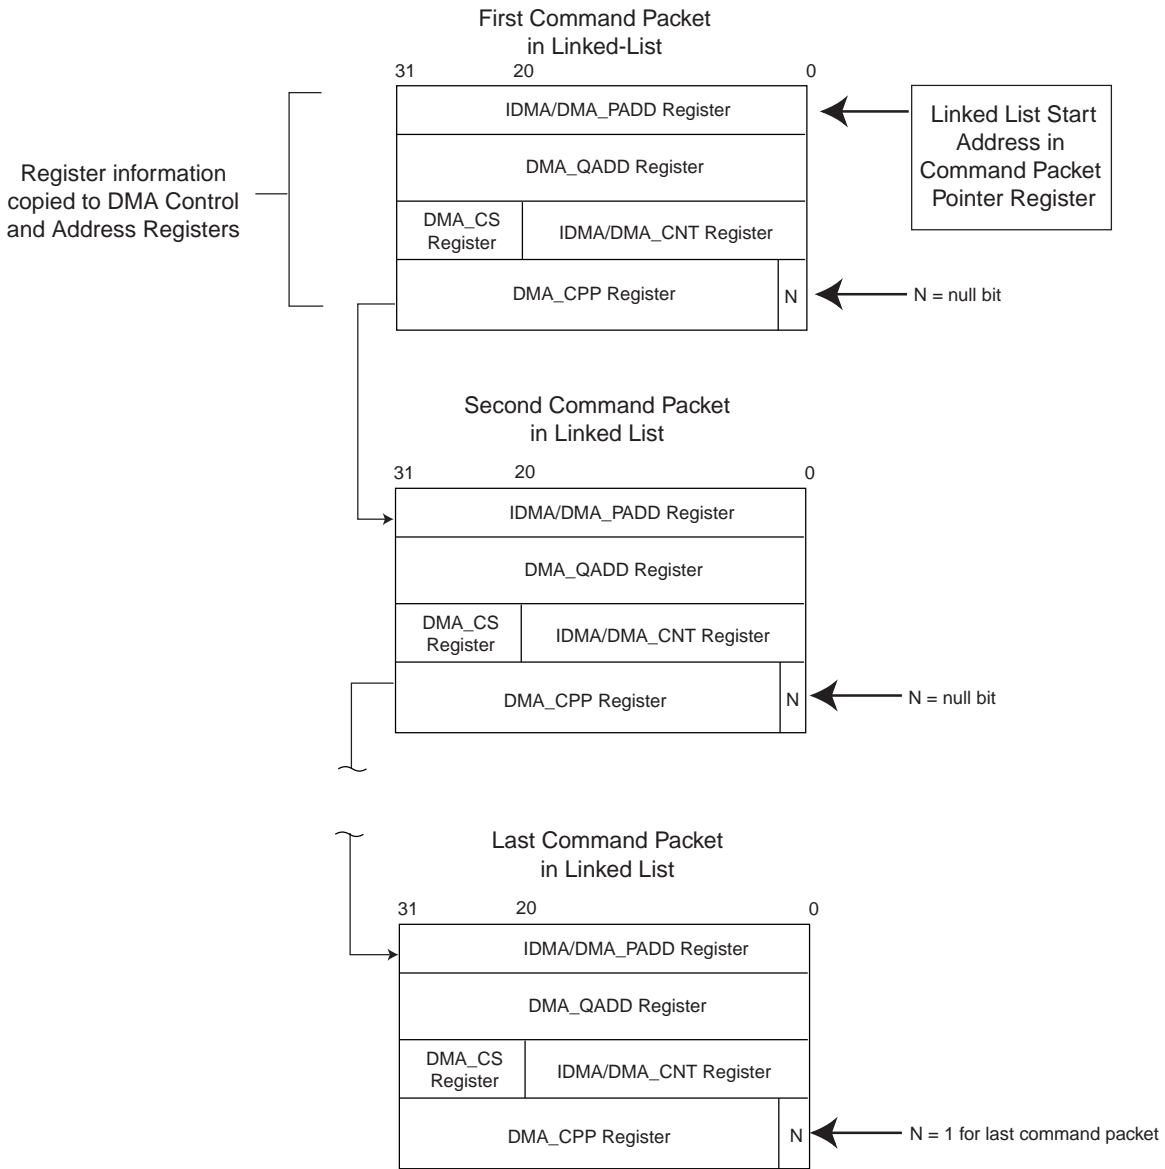 First Command Packet
in Linked-List
31 20 0
IDMA/DMA_PADD Register
DMA_QADD Register
DMA_CS
Register
IDMA/DMA_CNT Register
DMA_CPP Register
N
Register information
copied to DMA Control
and Address Registers
Linked List Start
Address in
Command Packet
Pointer Register
N = null bit
Second Command Packet
in Linked List
31 20 0
IDMA/DMA_PADD Register
DMA_QADD Register
DMA_CS
Register
IDMA/DMA_CNT Register
DMA_CPP Register
N
N = null bit
Last Command Packet
in Linked List
31 20 0
IDMA/DMA_PADD Register
DMA_QADD Register
DMA_CS
Register
IDMA/DMA_CNT Register
DMA_CPP Register
N
N = 1 for last command packet